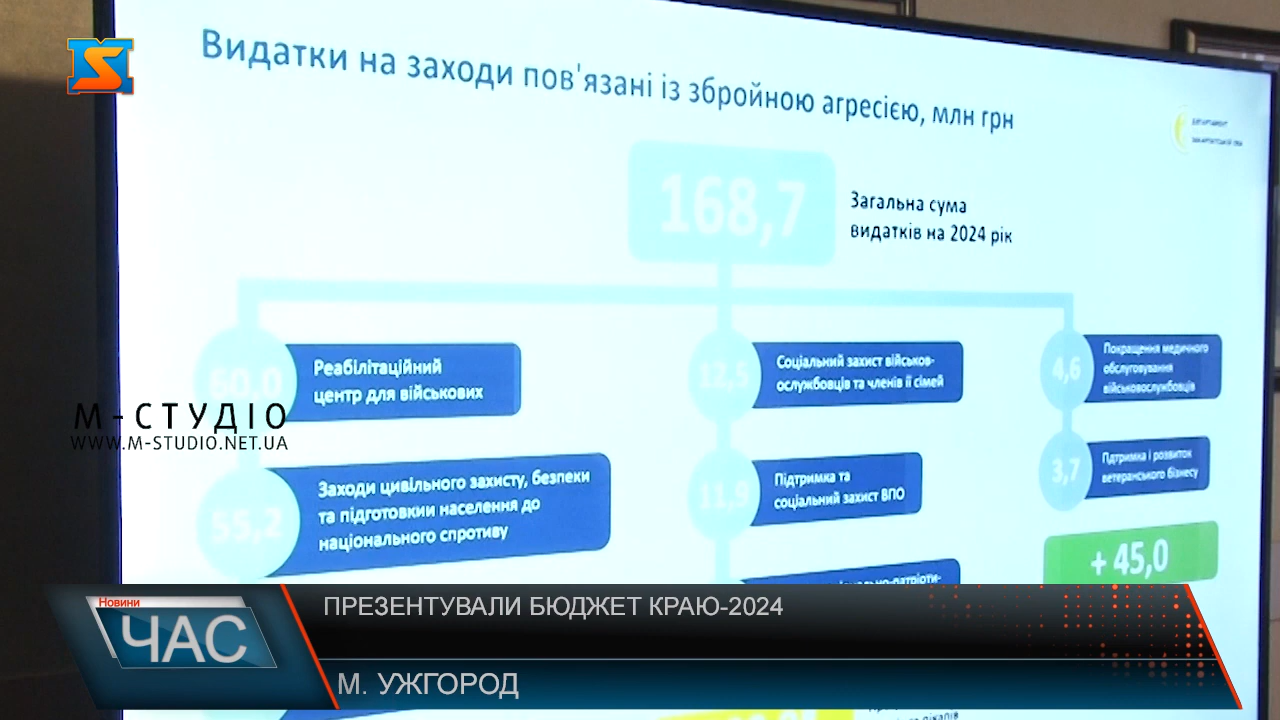 Видатки на заходи пов'язані із збройною агресією, млн грн
168,7
Загальна сума
видатків на 2024 рік
60,0
Реабілітаційний
центр для військових
12,5
Соціальний захист військово-
ослужбовців та членів її сімей
4,6
Покращення медичного
обслуговування
військовослужбовців
М-СТУДІО
WWW.M-STUDIO.NET.UA
55,2
Заходи цивільного захисту, безпеки
та підготовкии населення до
національного спротиву
11,9
Підтримка та
соціальний захист ВПО
3,7
Підтримка і розвиток
ветеранського бізнесу
+ 45,0
Новини
ЧАС
ПРЕЗЕНТУВАЛИ БЮДЖЕТ КРАЮ-2024
М. УЖГОРОД